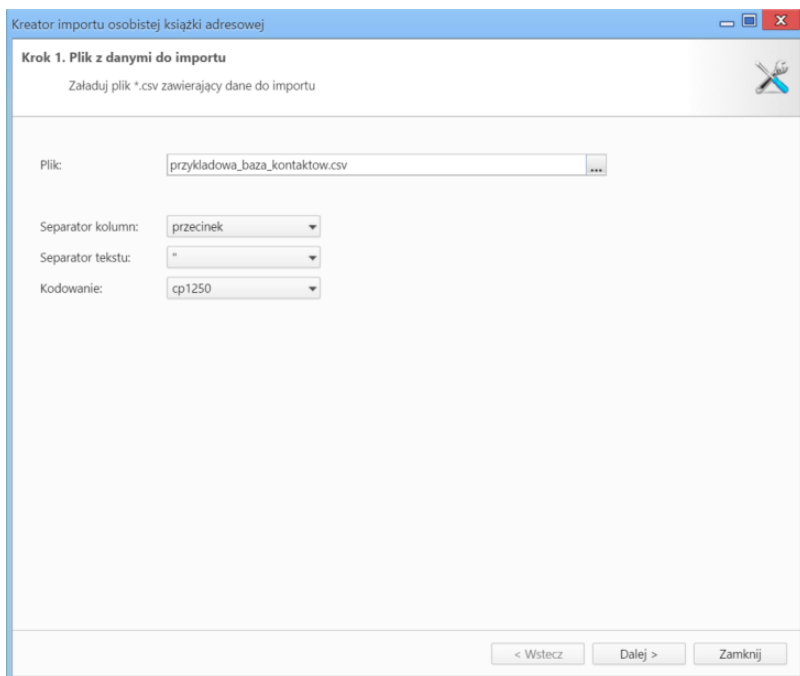 Kreator importu osobistej książki adresowej
Krok 1. Plik z danymi do importu
Załaduj plik *.csv zawierający dane do importu
Plik: przykladowa_baza_kontaktow.csv ...
Separator kolumn: przecinek
Separator tekstu: "
Kodowanie: cp1250
< Wstecz Dalej > Zamknij